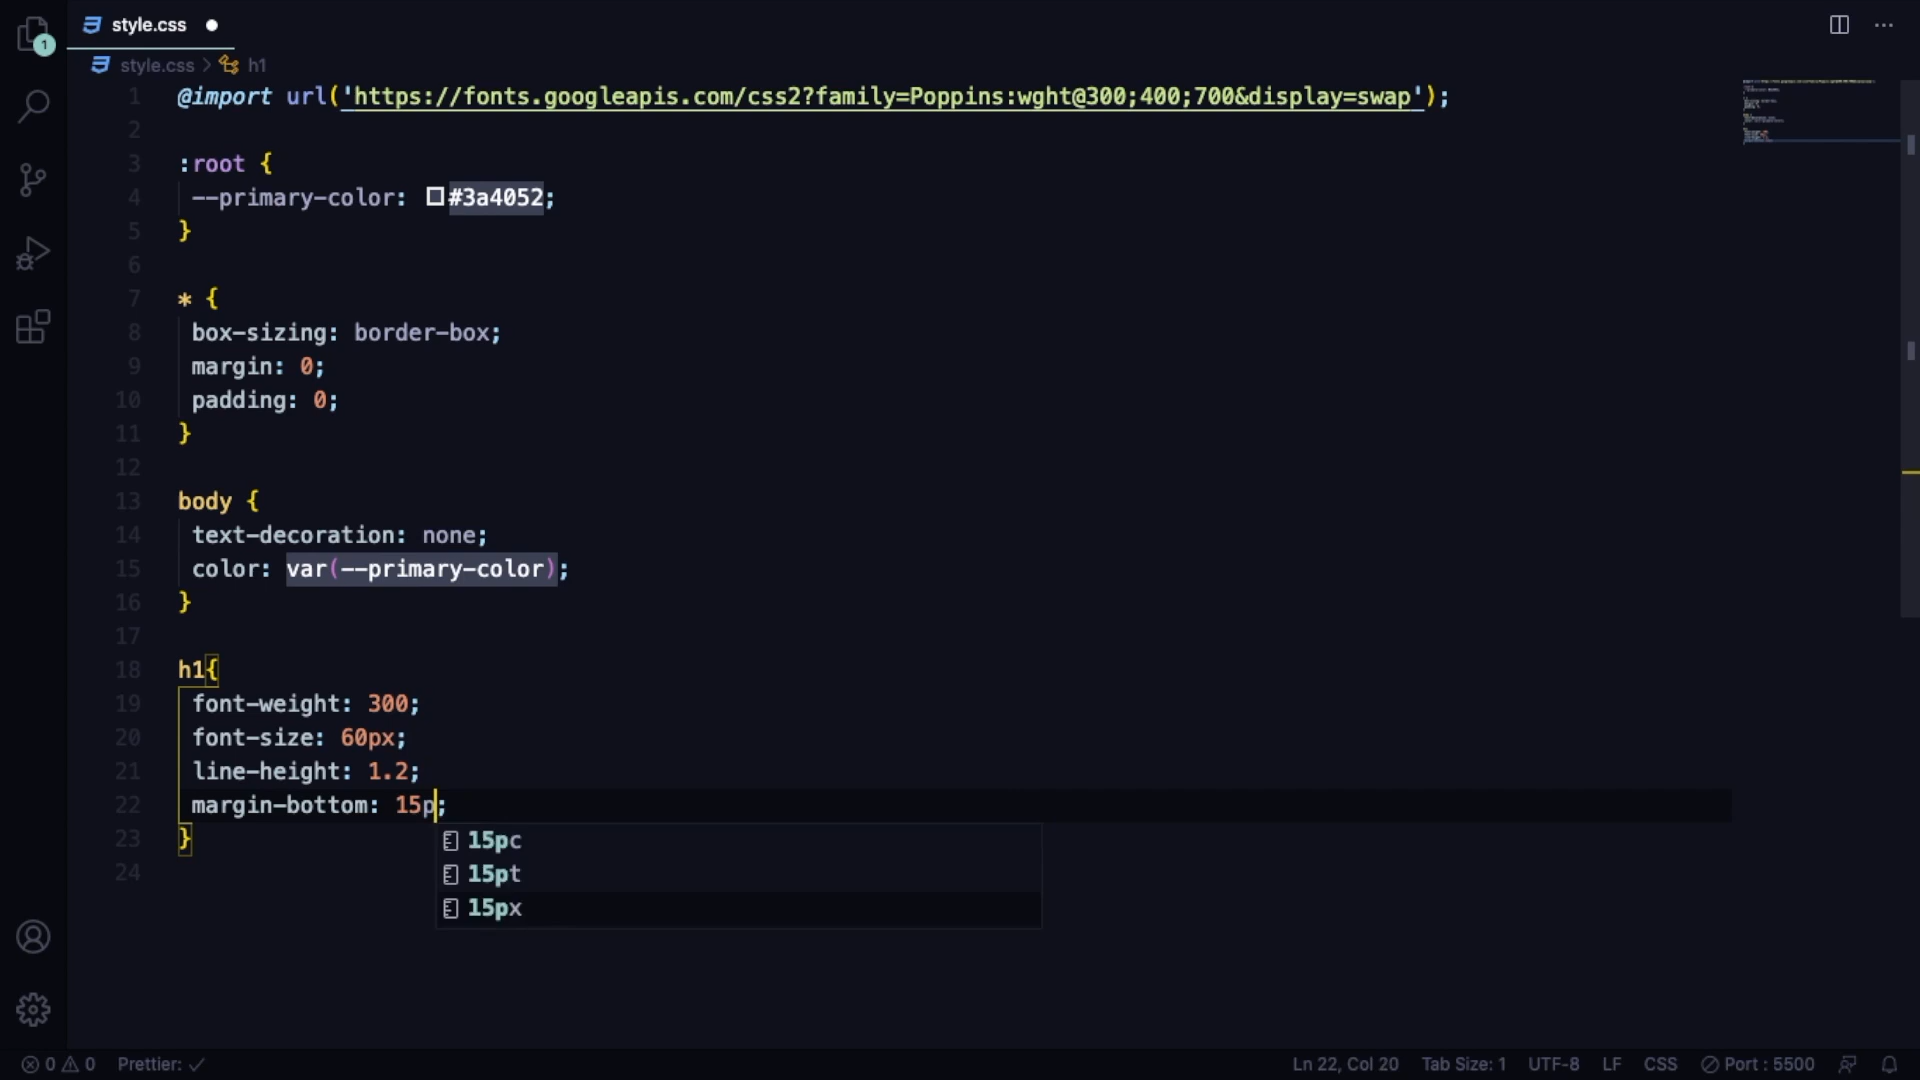 style.css
1
style.css > h1
1 @import url('https://fonts.googleapis.com/css2?family=Poppins:wght@300;400;700&display=swap');
2
3 :root {
4 --primary-color: #3a4052;
5 }
6
7 * {
8 box-sizing: border-box;
9 margin: 0;
10 padding: 0;
11 }
12
13 body {
14 text-decoration: none;
15 color: var(--primary-color);
16 }
17
18 h1{
19 font-weight: 300;
20 font-size: 60px;
21 line-height: 1.2;
22 margin-bottom: 15p;
23 }
15pc
24
15pt
15px
0 0 Prettier: ✓ Ln 22, Col 20 Tab Size: 1 UTF-8 LF CSS Port : 5500